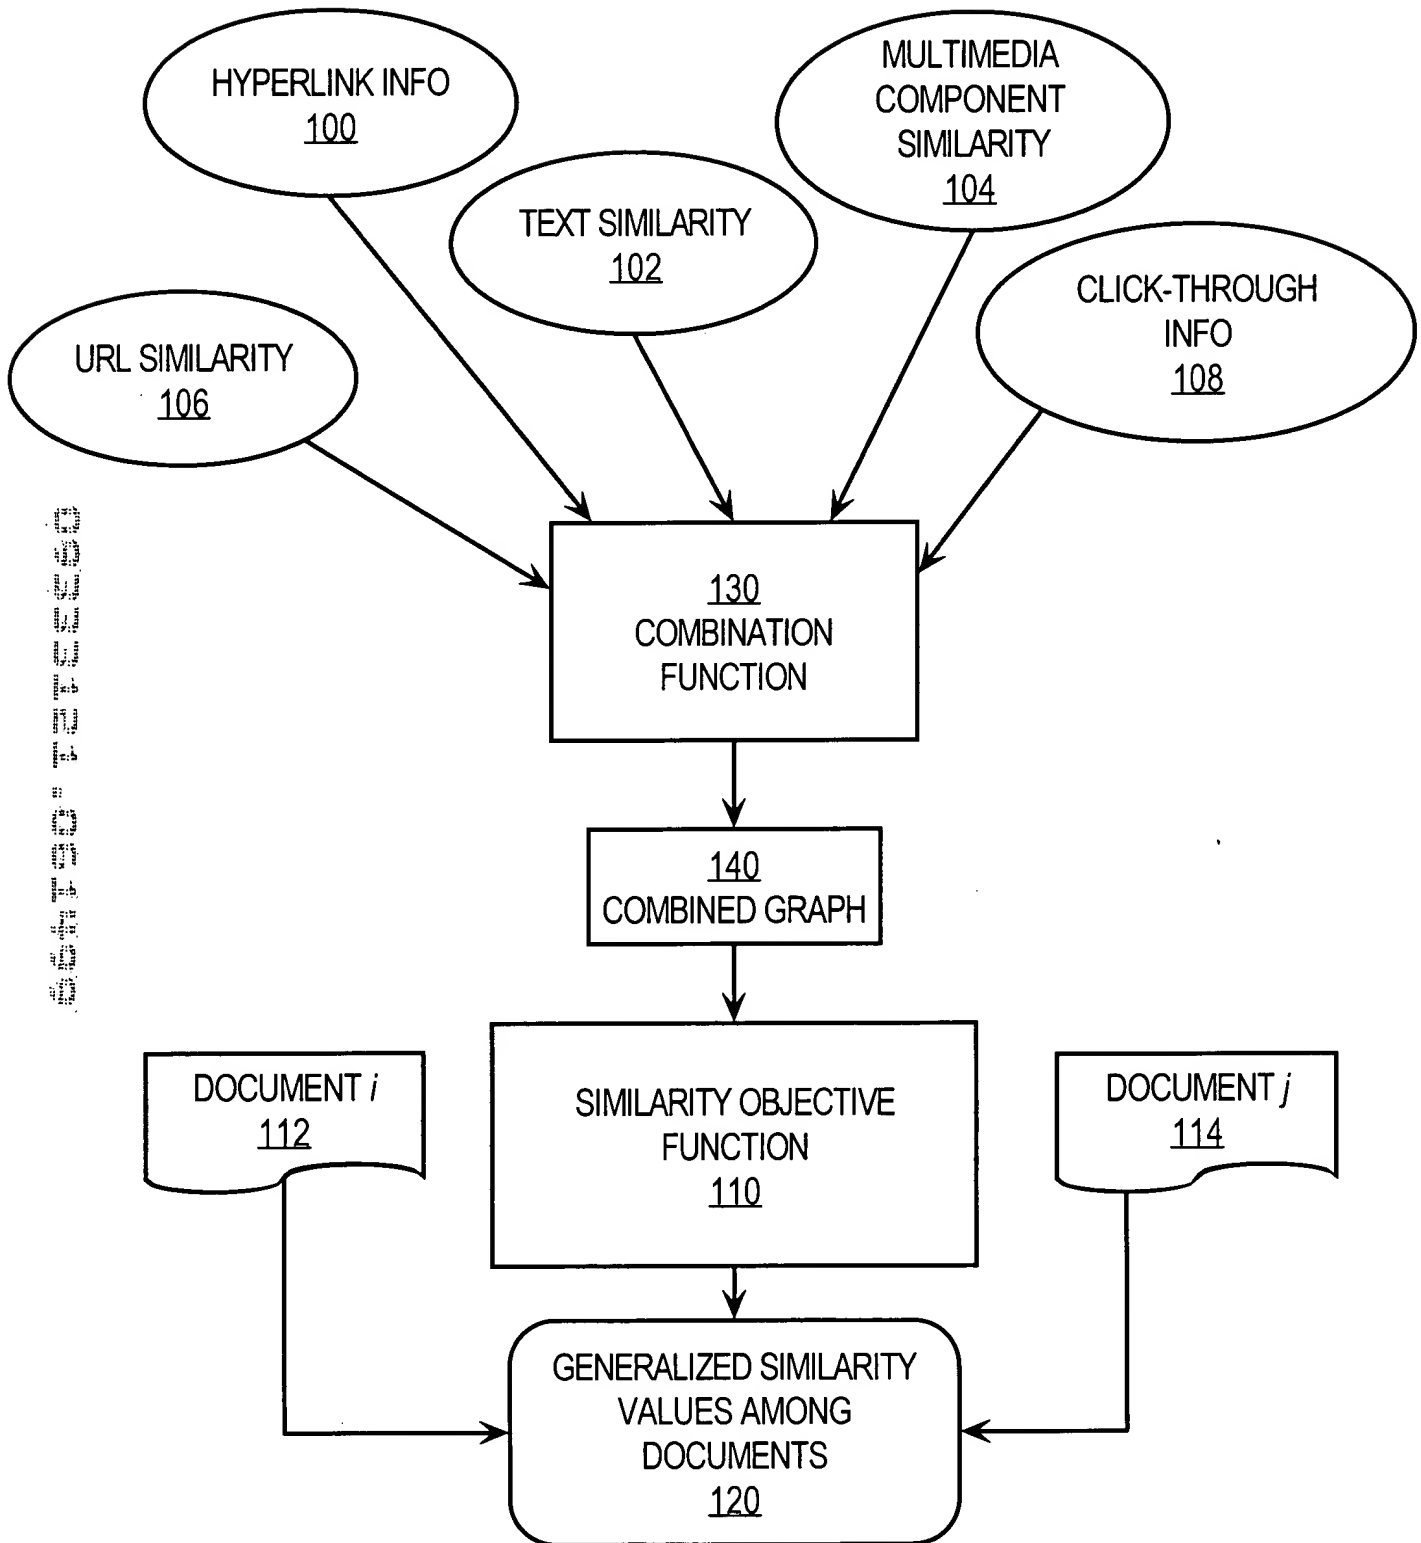 HYPERLINK INFO
100
MULTIMEDIA
COMPONENT
SIMILARITY
104
TEXT SIMILARITY
102
CLICK-THROUGH
INFO
108
URL SIMILARITY
106
130
COMBINATION
FUNCTION
140
COMBINED GRAPH
DOCUMENT i
112
SIMILARITY OBJECTIVE
FUNCTION
110
DOCUMENT j
114
GENERALIZED SIMILARITY
VALUES AMONG
DOCUMENTS
120